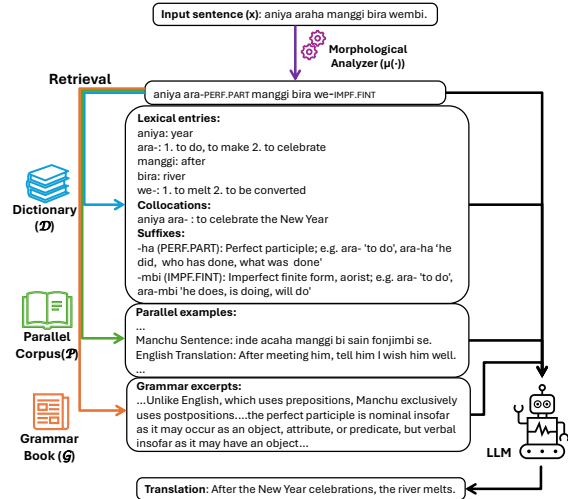 Input sentence (x): aniya araha manggi bira wembi.
Morphological
Analyzer (μ(·))
Retrieval
aniya ara-PERF.PART manggi bira we-IMPF.FINT
Lexical entries:
aniya: year
ara-: 1. to do, to make 2. to celebrate
manggi: after
bira: river
we-: 1. to melt 2. to be converted
Collocations:
aniya ara- : to celebrate the New Year
Suffixes:
-ha (PERF.PART): Perfect participle; e.g. ara- 'to do', ara-ha 'he
did, who has done, what was done'
-mbi (IMPF.FINT): Imperfect finite form, aorist; e.g. ara- 'to do',
ara-mbi 'he does, is doing, will do'
Dictionary
(𝒟)
Parallel examples:
...
Manchu Sentence: inde acaha manggi bi sain fonjimbi se.
English Translation: After meeting him, tell him I wish him well.
...
Parallel
Corpus(𝒫)
Grammar excerpts:
...Unlike English, which uses prepositions, Manchu exclusively
uses postpositions....the perfect participle is nominal insofar
as it may occur as an object, attribute, or predicate, but verbal
insofar as it may have an object...
Grammar
Book (𝒢)
LLM
Translation: After the New Year celebrations, the river melts.